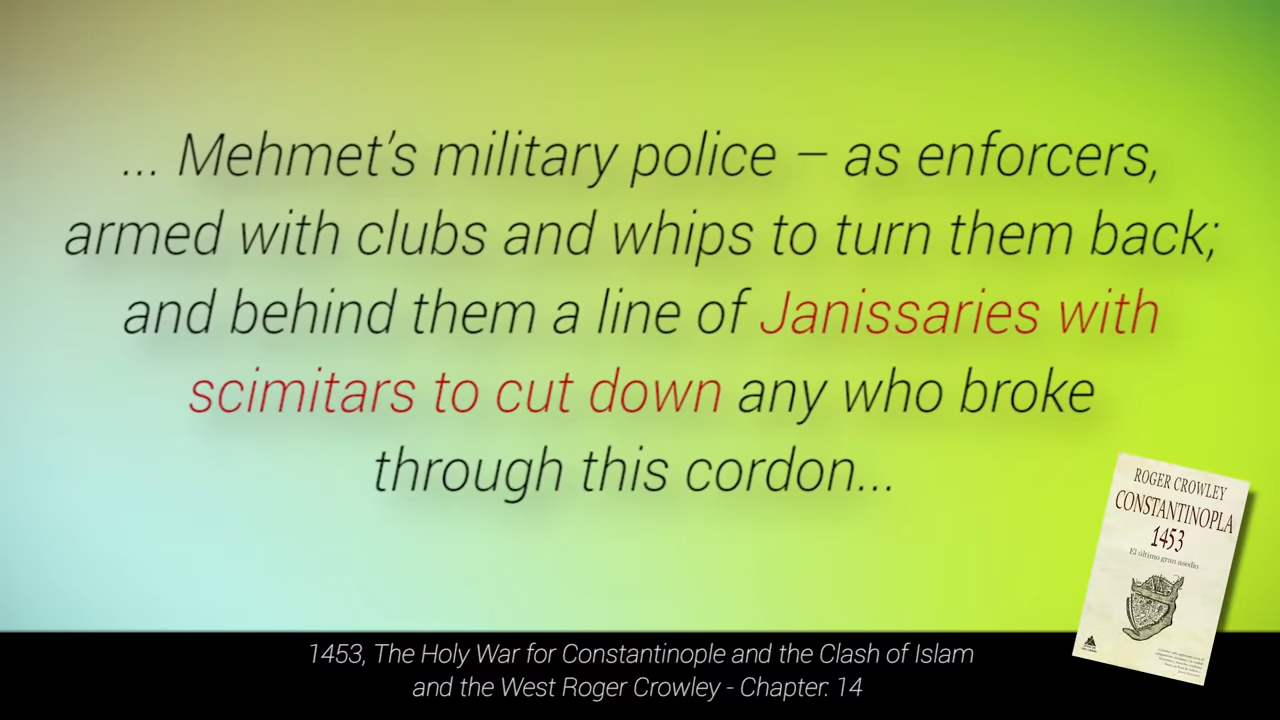 ... Mehmet’s military police – as enforcers,
armed with clubs and whips to turn them back;
and behind them a line of Janissaries with
scimitars to cut down any who broke
through this cordon...
ROGER CROWLEY
CONSTANTINOPLA
1453
El último gran asedio
1453, The Holy War for Constantinople and the Clash of Islam
and the West Roger Crowley - Chapter: 14